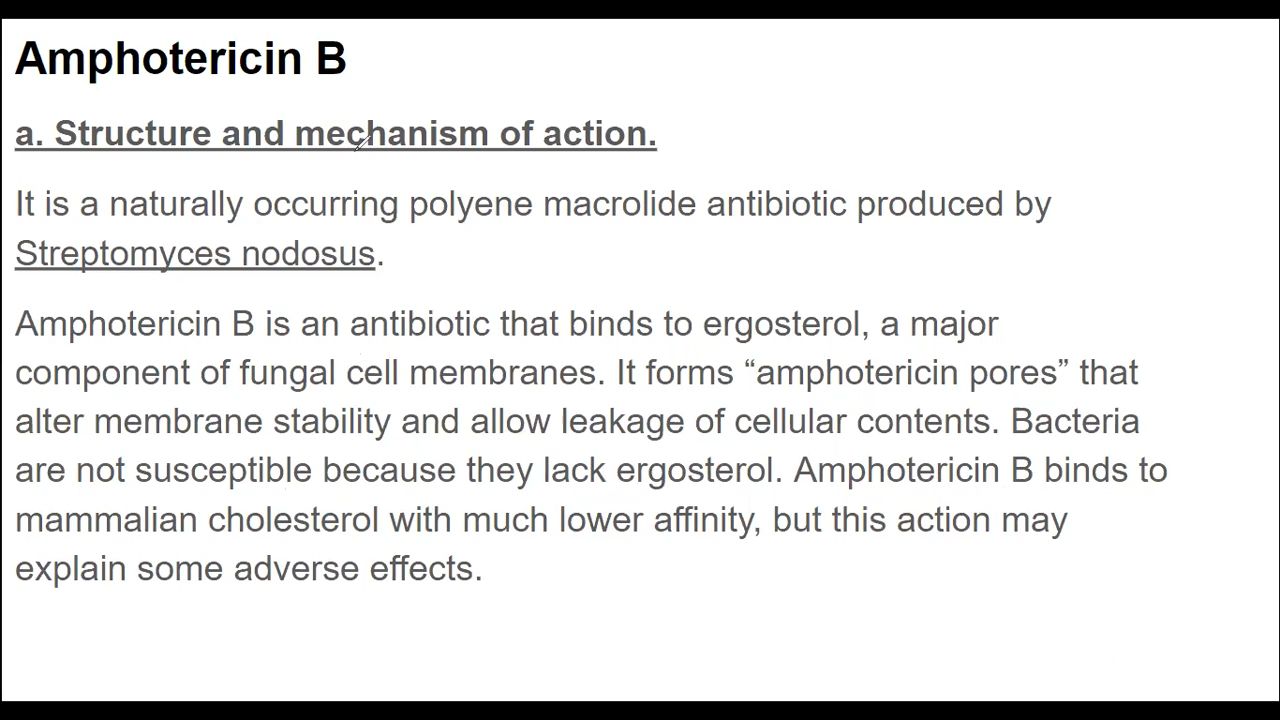 Amphotericin B
a. Structure and mechanism of action.
It is a naturally occurring polyene macrolide antibiotic produced by
Streptomyces nodosus.
Amphotericin B is an antibiotic that binds to ergosterol, a major
component of fungal cell membranes. It forms “amphotericin pores” that
alter membrane stability and allow leakage of cellular contents. Bacteria
are not susceptible because they lack ergosterol. Amphotericin B binds to
mammalian cholesterol with much lower affinity, but this action may
explain some adverse effects.